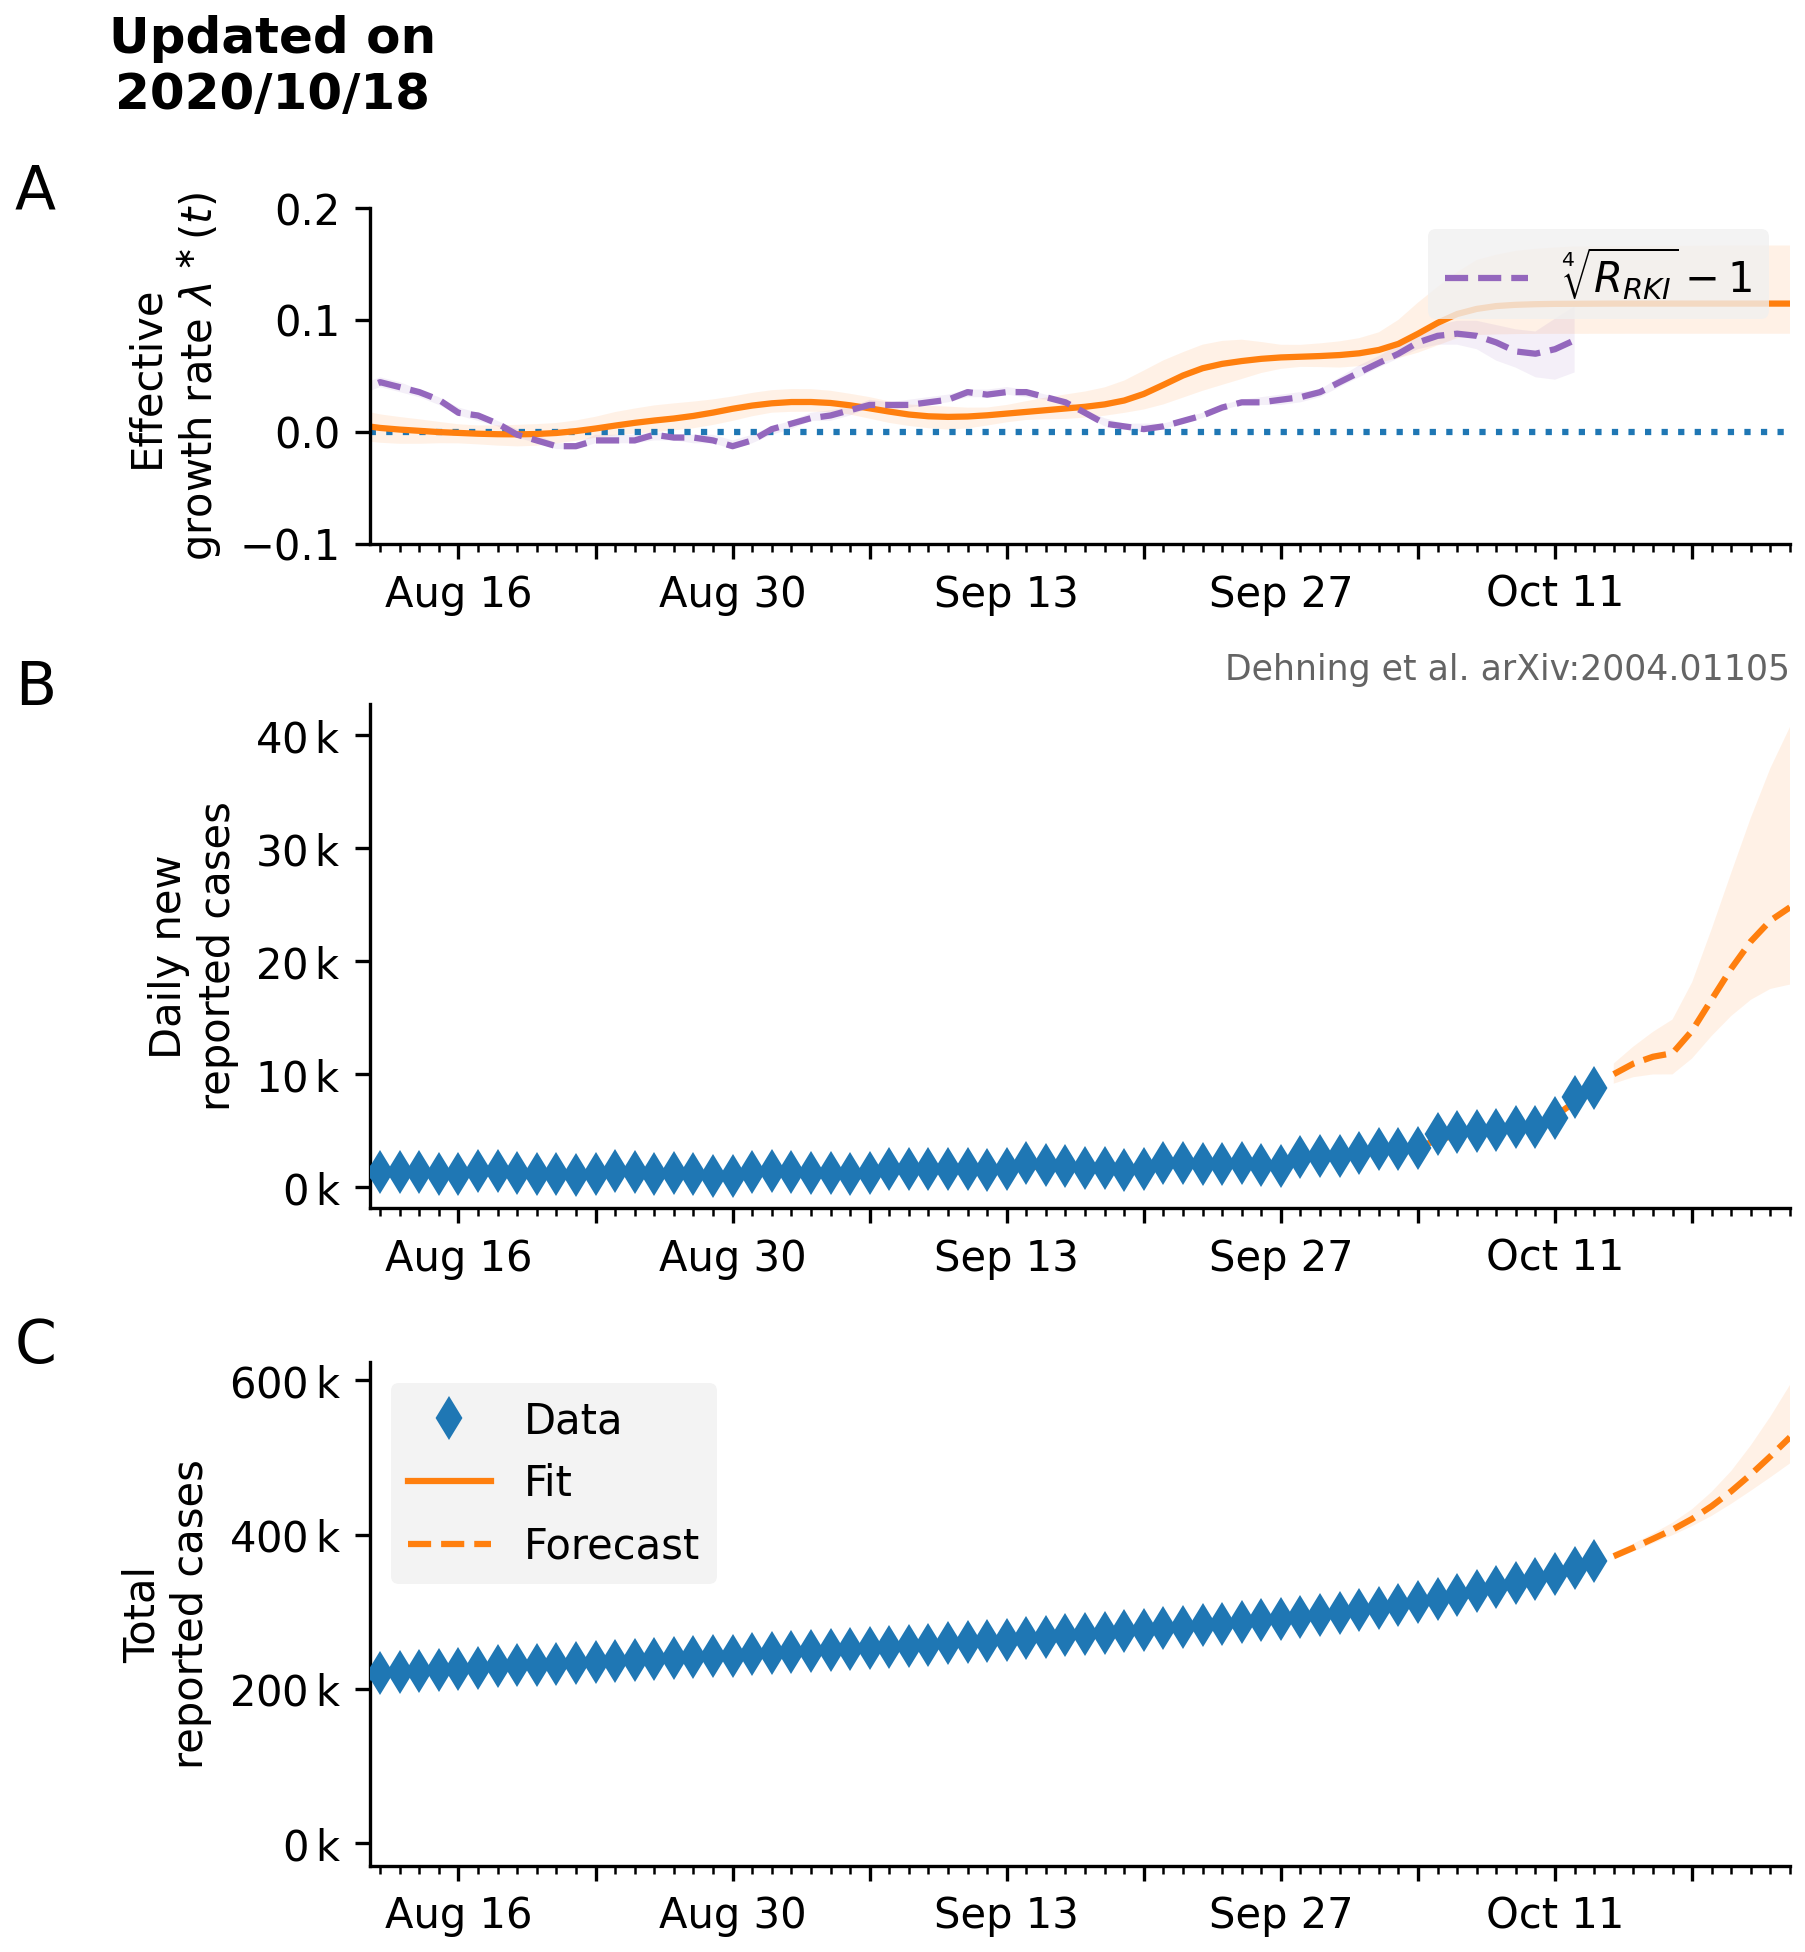 Updated on
2020/10/18
A
Effective
growth rate λ * (t)
0.2
0.1
0.0
−0.1
∜R_RKI − 1
Aug 16 Aug 30 Sep 13 Sep 27 Oct 11
Dehning et al. arXiv:2004.01105
B
Daily new
reported cases
40 k
30 k
20 k
10 k
0 k
Aug 16 Aug 30 Sep 13 Sep 27 Oct 11
C
Total
reported cases
600 k
400 k
200 k
0 k
Data
Fit
Forecast
Aug 16 Aug 30 Sep 13 Sep 27 Oct 11